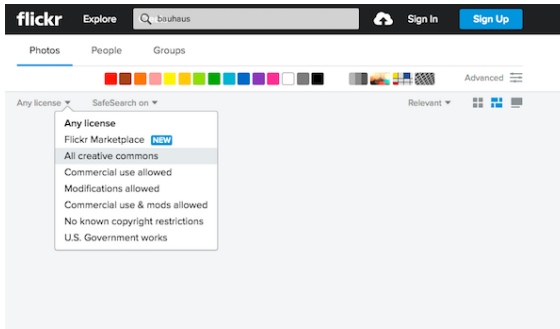 flickr Explore bauhaus Sign In Sign Up
Photos People Groups
Advanced
Any license SafeSearch on Relevant
Any license
Flickr Marketplace NEW
All creative commons
Commercial use allowed
Modifications allowed
Commercial use & mods allowed
No known copyright restrictions
U.S. Government works